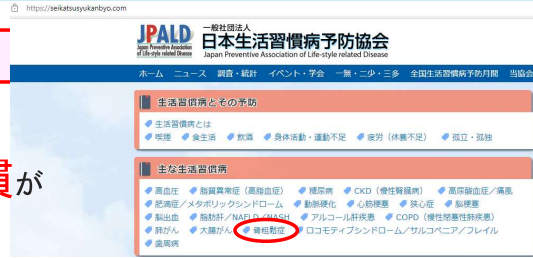 https://seikatsusyukanbyo.com
JPALD
Japan Preventive Association
of Life-style related Disease
一般社団法人
日本生活習慣病予防協会
Japan Preventive Association of Life-style related Disease
ホーム ニュース 調査・統計 イベント・学会 一無・二少・三多 全国生活習慣病予防月間 当協会
生活習慣病とその予防
生活習慣病とは
喫煙 食生活 飲酒 身体活動・運動不足 疲労（休養不足） 孤立・孤独
主な生活習慣病
慣が
高血圧 脂質異常症（高脂血症） 糖尿病 CKD（慢性腎臓病） 高尿酸血症／痛風
肥満症／メタボリックシンドローム 動脈硬化 心筋梗塞 狭心症 脳梗塞
脳出血 脂肪肝／NAFLD／NASH アルコール肝疾患 COPD（慢性閉塞性肺疾患）
肺がん 大腸がん 骨粗鬆症 ロコモティブシンドローム／サルコペニア／フレイル
歯周病